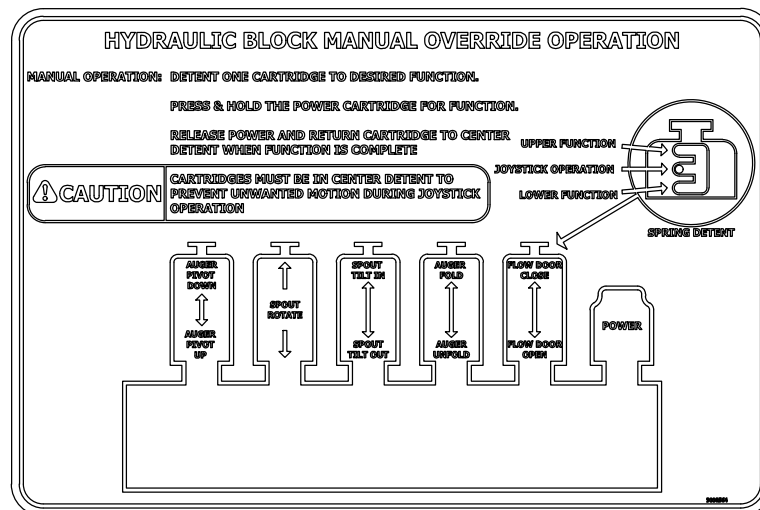 HYDRAULIC BLOCK MANUAL OVERRIDE OPERATION
MANUAL OPERATION: DETENT ONE CARTRIDGE TO DESIRED FUNCTION.
PRESS & HOLD THE POWER CARTRIDGE FOR FUNCTION.
RELEASE POWER AND RETURN CARTRIDGE TO CENTER
DETENT WHEN FUNCTION IS COMPLETE
CAUTION
CARTRIDGES MUST BE IN CENTER DETENT TO
PREVENT UNWANTED MOTION DURING JOYSTICK
OPERATION
UPPER FUNCTION
JOYSTICK OPERATION
LOWER FUNCTION
SPRING DETENT
AUGER
PIVOT
DOWN
AUGER
PIVOT
UP
SPOUT
ROTATE
SPOUT
TILT IN
SPOUT
TILT OUT
AUGER
FOLD
AUGER
UNFOLD
FLOW DOOR
CLOSE
FLOW DOOR
OPEN
POWER